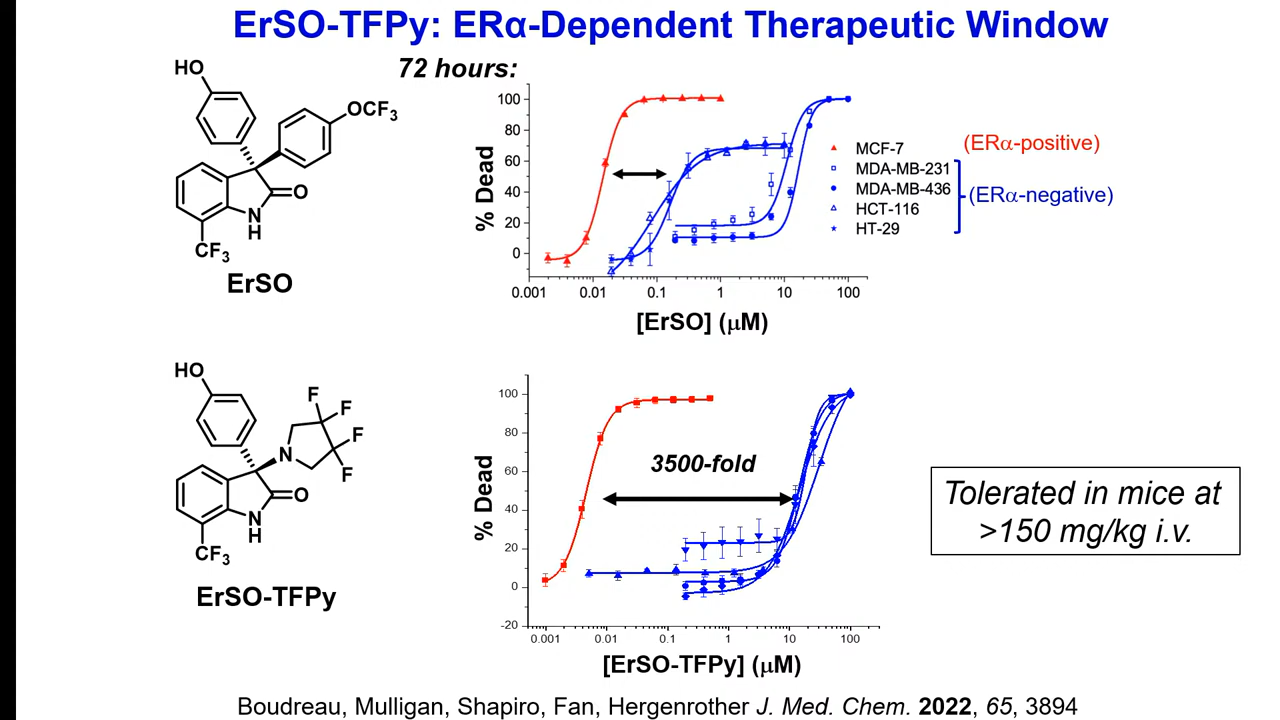 ErSO-TFPy: ERα-Dependent Therapeutic Window
72 hours:
HO
OCF3
O
N
H
CF3
ErSO
% Dead
100
80
60
40
20
0
0.001 0.01 0.1 1 10 100
[ErSO] (μM)
MCF-7 (ERα-positive)
MDA-MB-231
MDA-MB-436
HCT-116
HT-29
(ERα-negative)
HO
F
F
F
F
N
O
N
H
CF3
ErSO-TFPy
% Dead
100
80
60
40
20
0
-20
3500-fold
0.001 0.01 0.1 1 10 100
[ErSO-TFPy] (μM)
Tolerated in mice at
>150 mg/kg i.v.
Boudreau, Mulligan, Shapiro, Fan, Hergenrother J. Med. Chem. 2022, 65, 3894